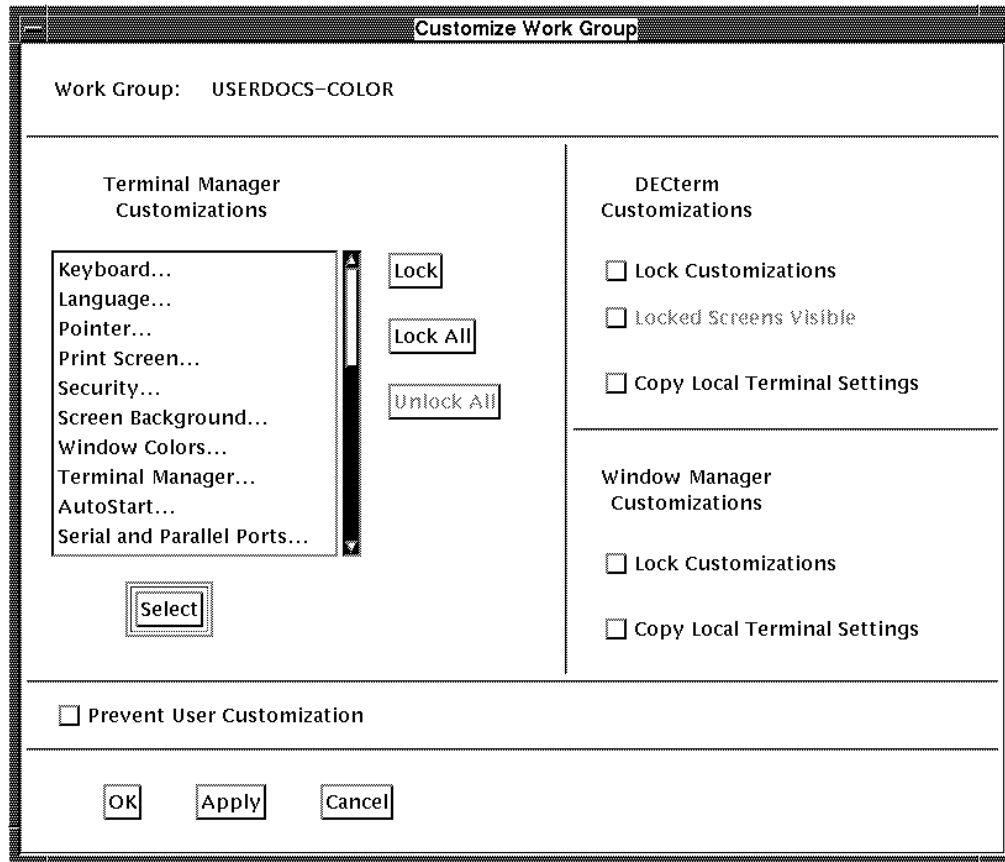 Customize Work Group
Work Group: USERDOCS-COLOR
Terminal Manager
Customizations
Keyboard...
Language...
Pointer...
Print Screen...
Security...
Screen Background...
Window Colors...
Terminal Manager...
AutoStart...
Serial and Parallel Ports...
Lock
Lock All
Unlock All
Select
DECterm
Customizations
Lock Customizations
Locked Screens Visible
Copy Local Terminal Settings
Window Manager
Customizations
Lock Customizations
Copy Local Terminal Settings
Prevent User Customization
OK Apply Cancel